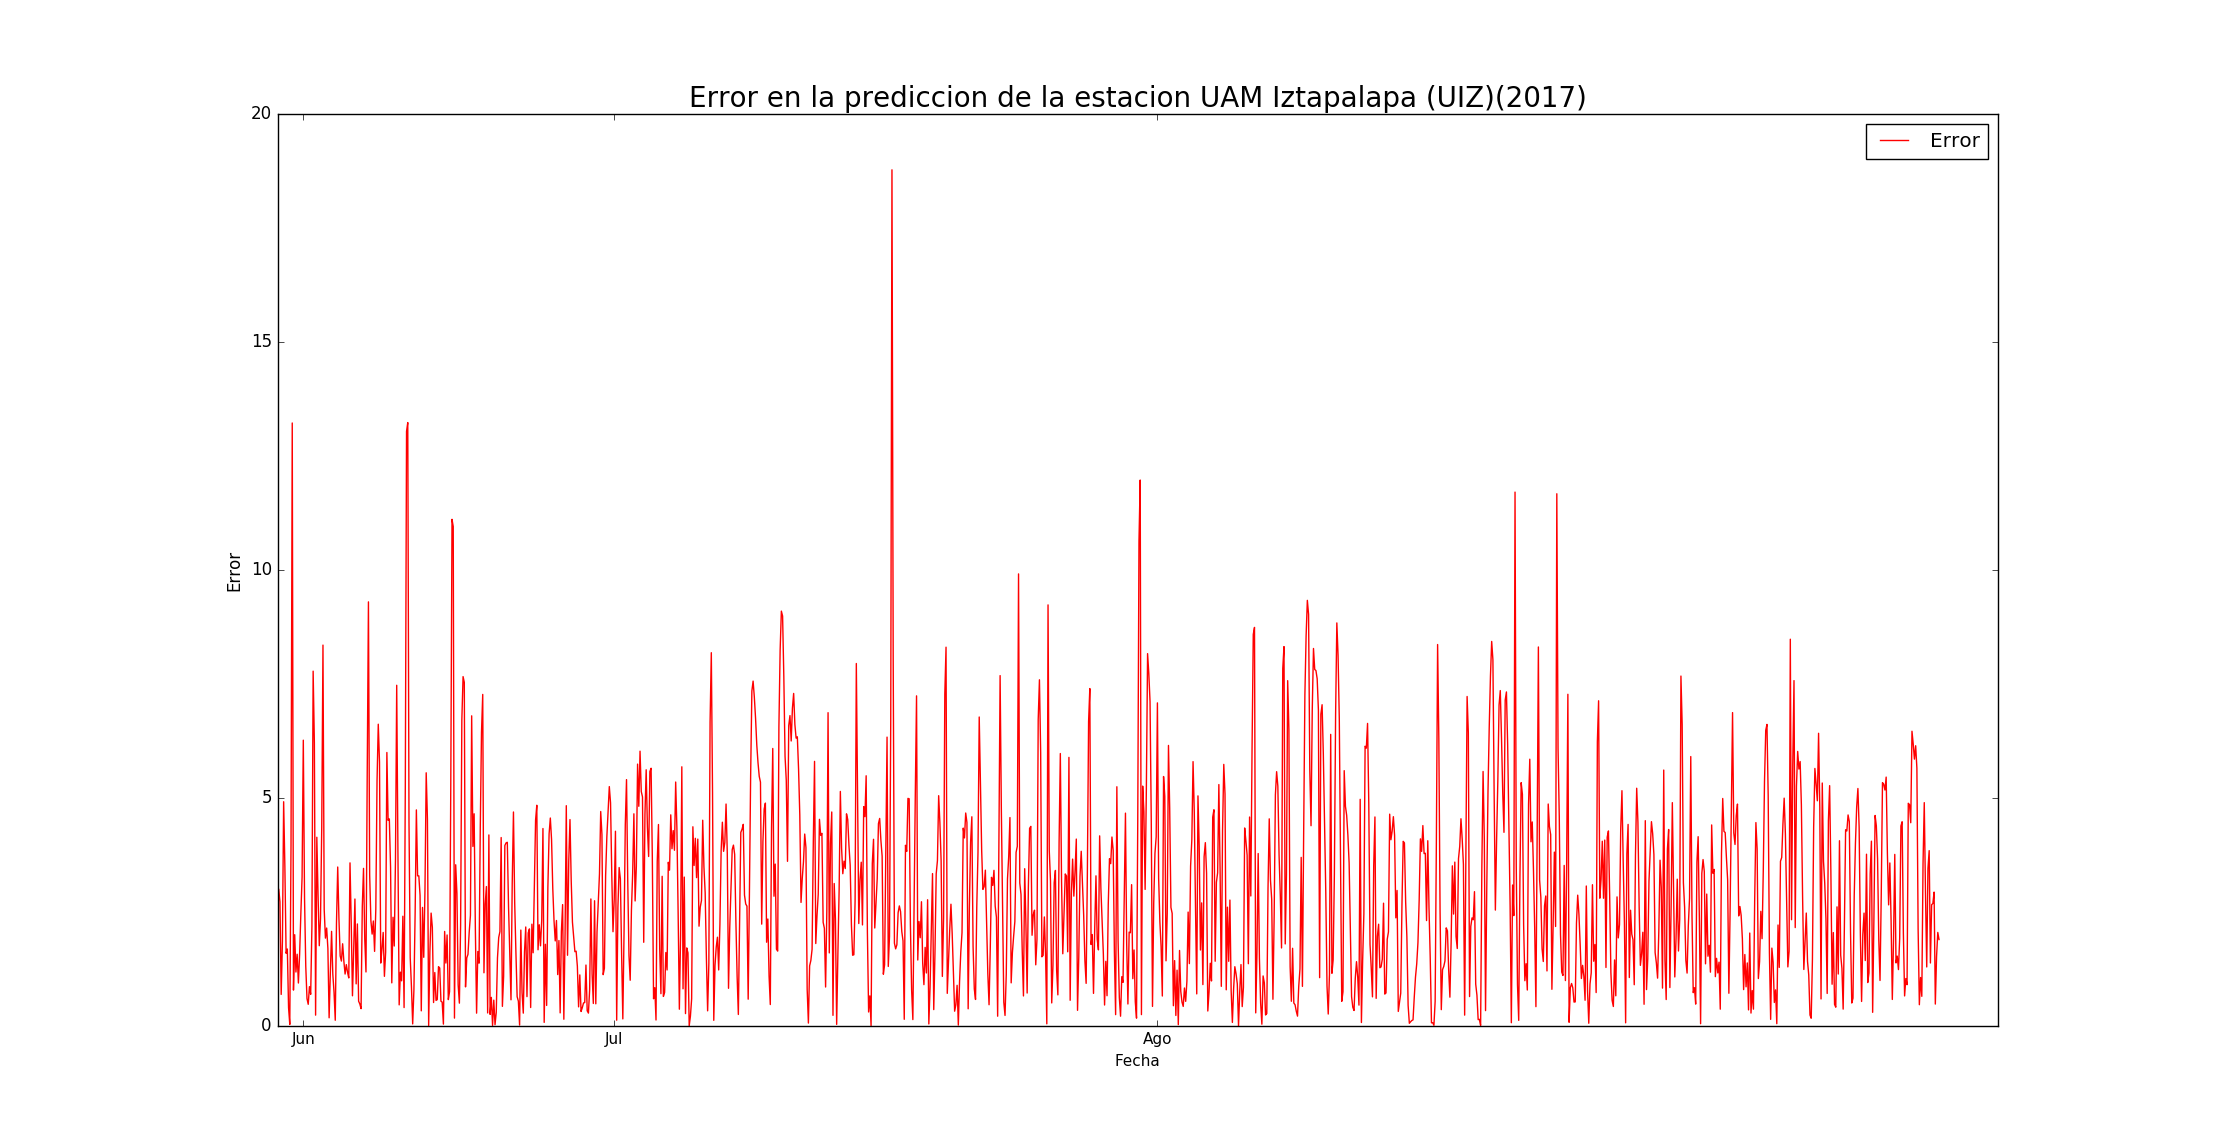 Error en la prediccion de la estacion UAM Iztapalapa (UIZ)(2017)
Error
20
15
10
5
0
Error
Jun
Jul
Ago
Fecha